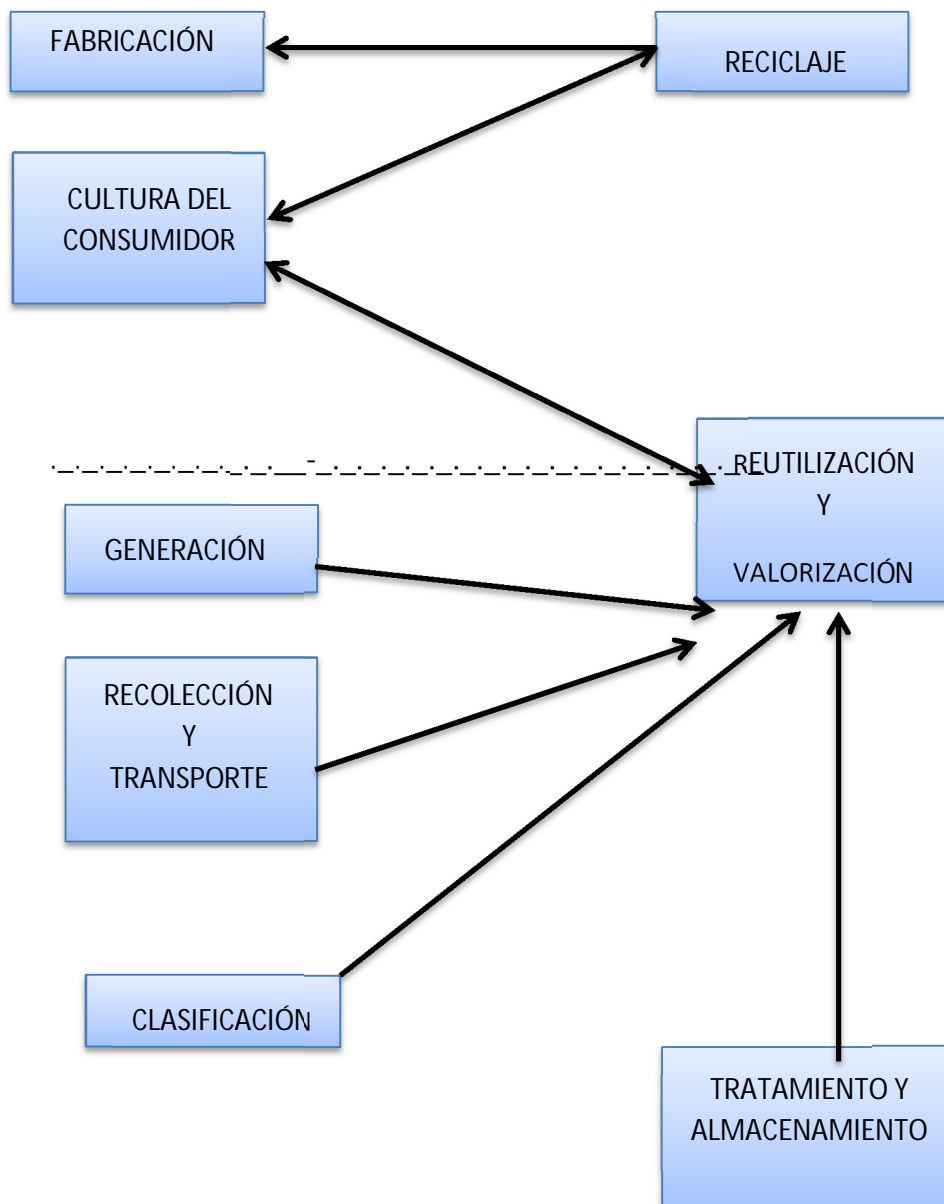 FABRICACIÓN
RECICLAJE
CULTURA DEL
CONSUMIDOR
REUTILIZACIÓN
Y
VALORIZACIÓN
GENERACIÓN
RECOLECCIÓN
Y
TRANSPORTE
CLASIFICACIÓN
TRATAMIENTO Y
ALMACENAMIENTO